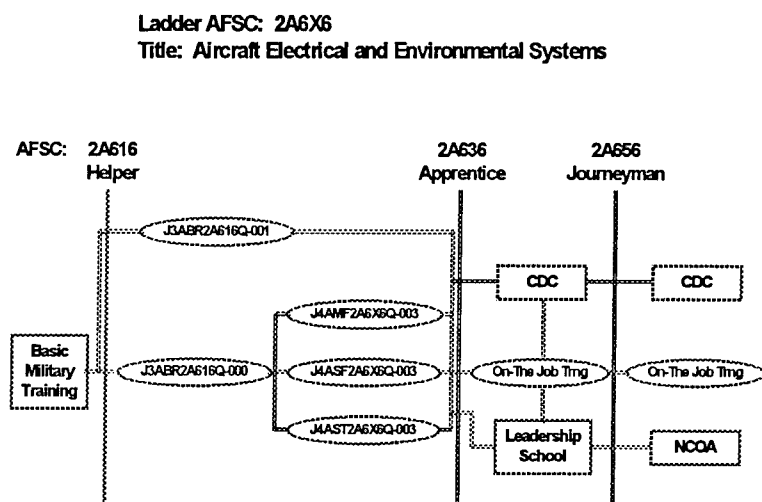 Ladder AFSC: 2A6X6
Title: Aircraft Electrical and Environmental Systems
AFSC: 2A616 2A636 2A656
Helper Apprentice Journeyman
J3ABR2A616Q-001
CDC CDC
J4AMF2A6X6Q-003
Basic
Military
Training
J3ABR2A616Q-000 J4ASF2A6X6Q-003 On-The Job Trng On-The Job Trng
J4AST2A6X6Q-003
Leadership
School
NCOA